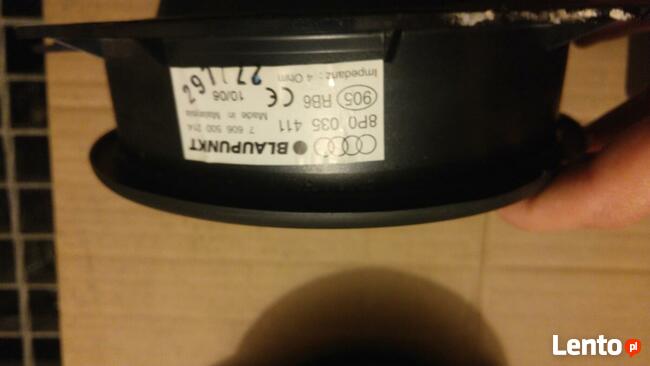 BLAUPUNKT
7 606 500 214
8P0 035 411
Made in Malaysia
905 RB6 CE 10/06
Impedanz: 4 Ohm
Lento pl